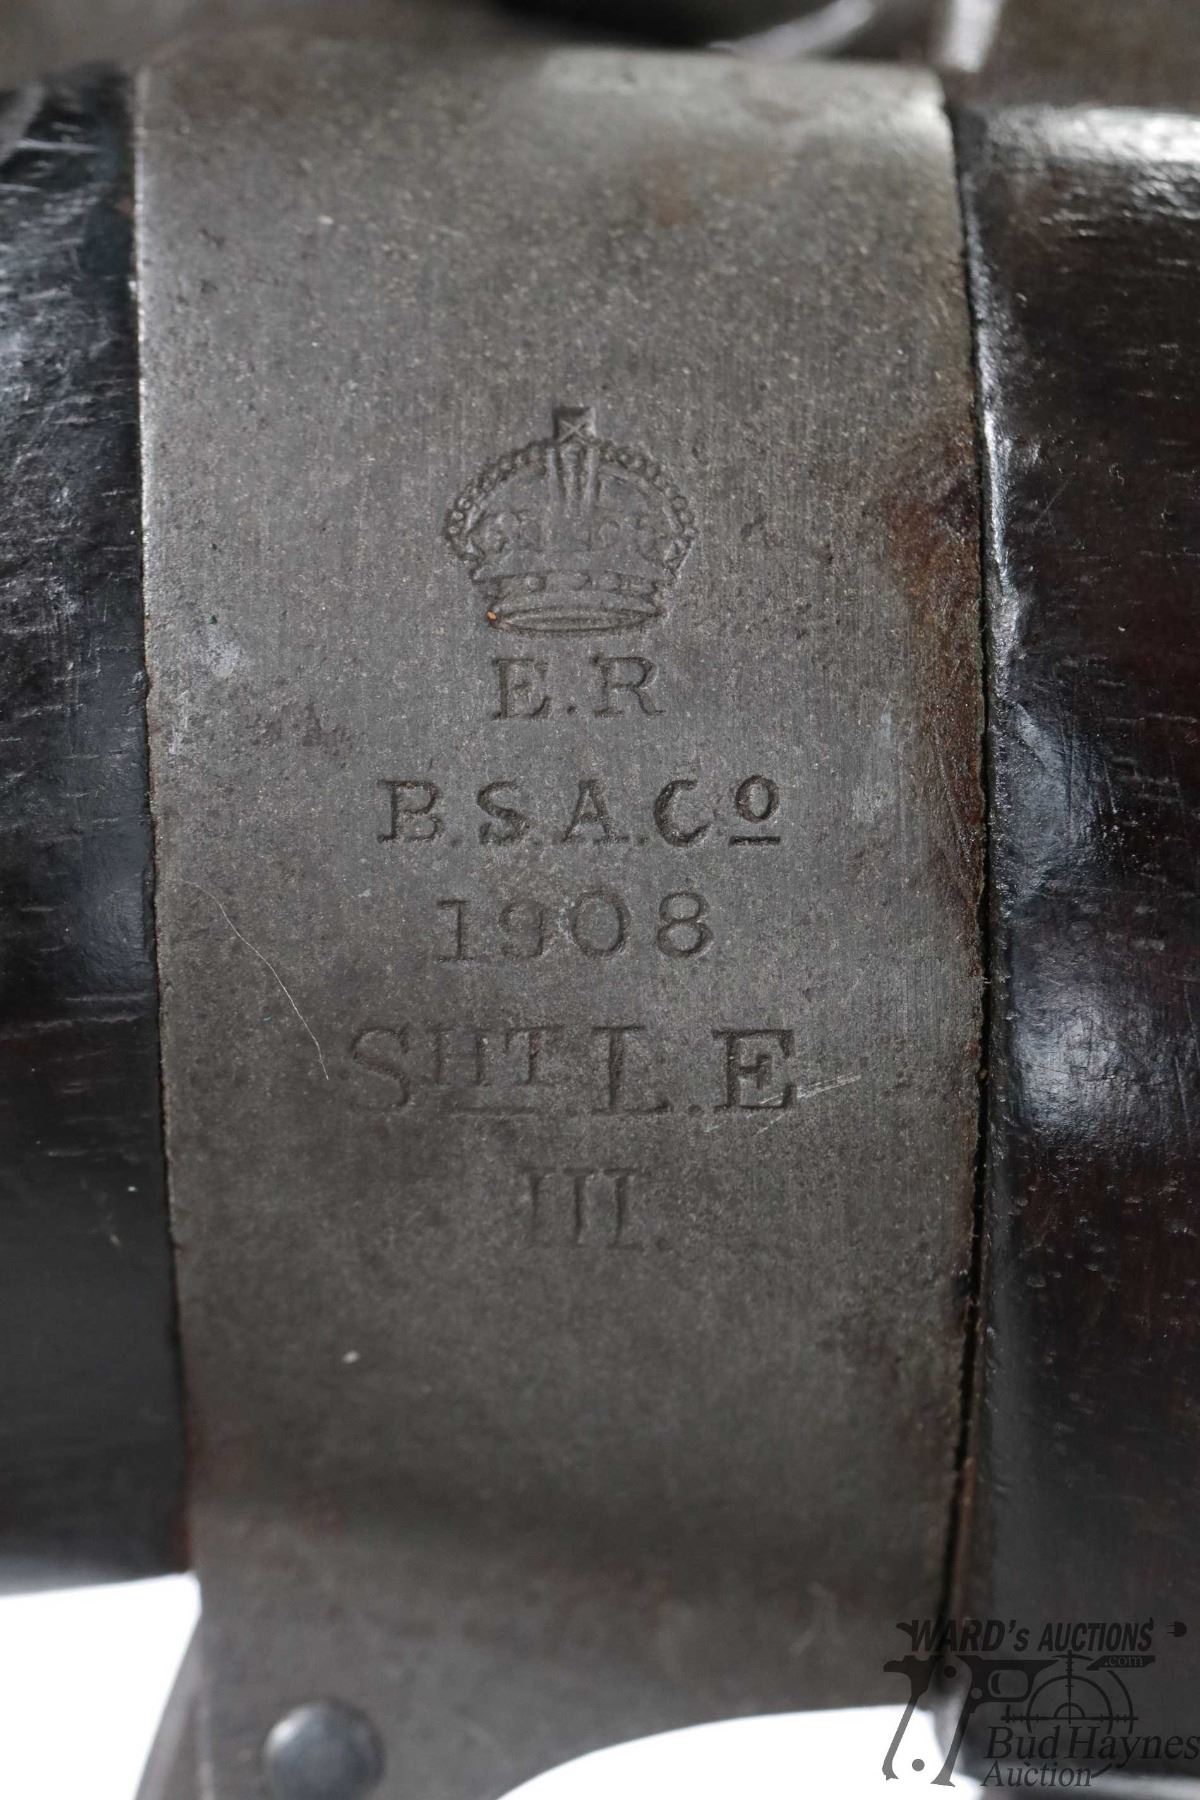 E.R
B.S.A.Cº
1908
SHT.L.E
III.
WARD's AUCTIONS
.com
Bud Haynes
Auction